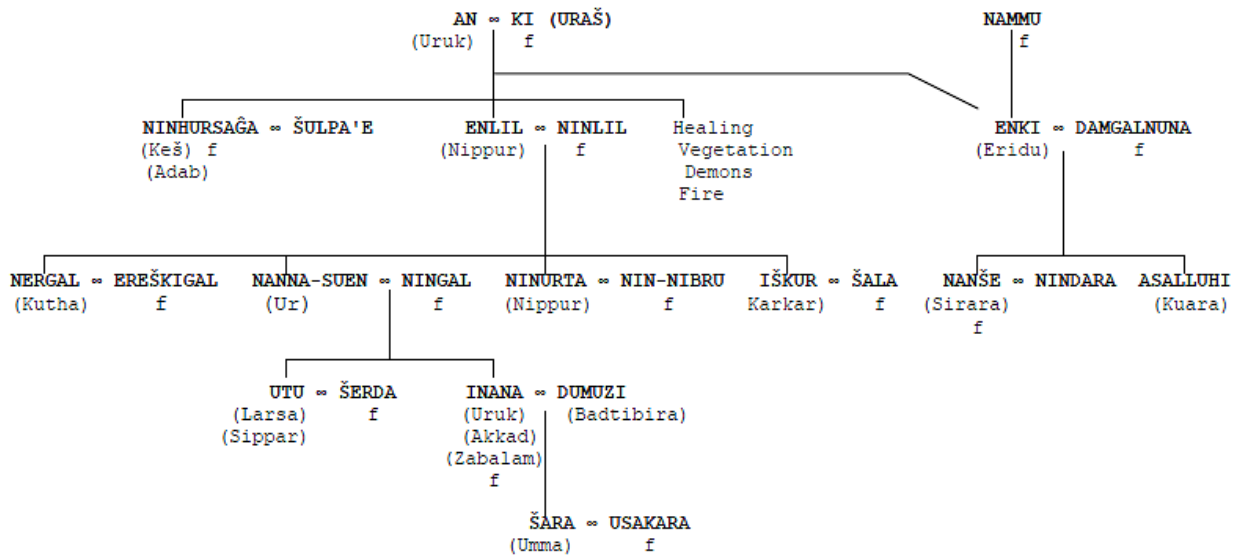 AN ∞ KI (URAŠ) NAMMU
(Uruk) f f
NINHURSAĜA ∞ ŠULPA'E ENLIL ∞ NINLIL Healing ENKI ∞ DAMGALNUNA
(Keš) f (Nippur) f Vegetation (Eridu) f
(Adab) Demons
Fire
NERGAL ∞ EREŠKIGAL NANNA-SUEN ∞ NINGAL NINURTA ∞ NIN-NIBRU IŠKUR ∞ ŠALA NANŠE ∞ NINDARA ASALLUHI
(Kutha) f (Ur) f (Nippur) f Karkar) f (Sirara) (Kuara)
f
UTU ∞ ŠERDA INANA ∞ DUMUZI
(Larsa) f (Uruk) (Badtibira)
(Sippar) (Akkad)
(Zabalam)
f
ŠARA ∞ USAKARA
(Umma) f